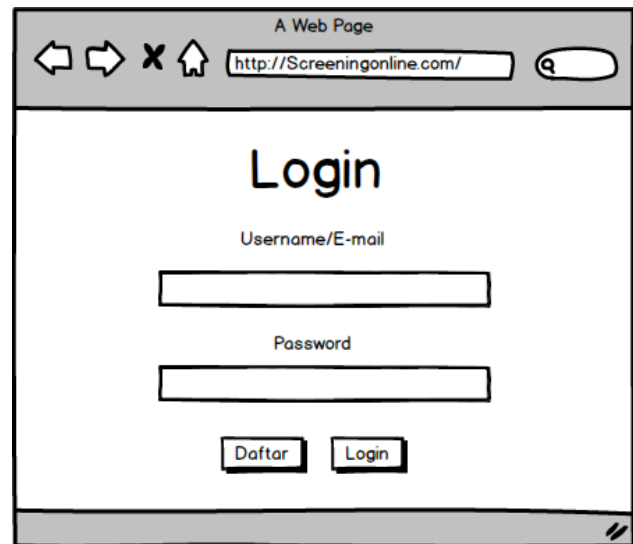 A Web Page
http://Screeningonline.com/
Login
Username/E-mail
Password
Daftar Login